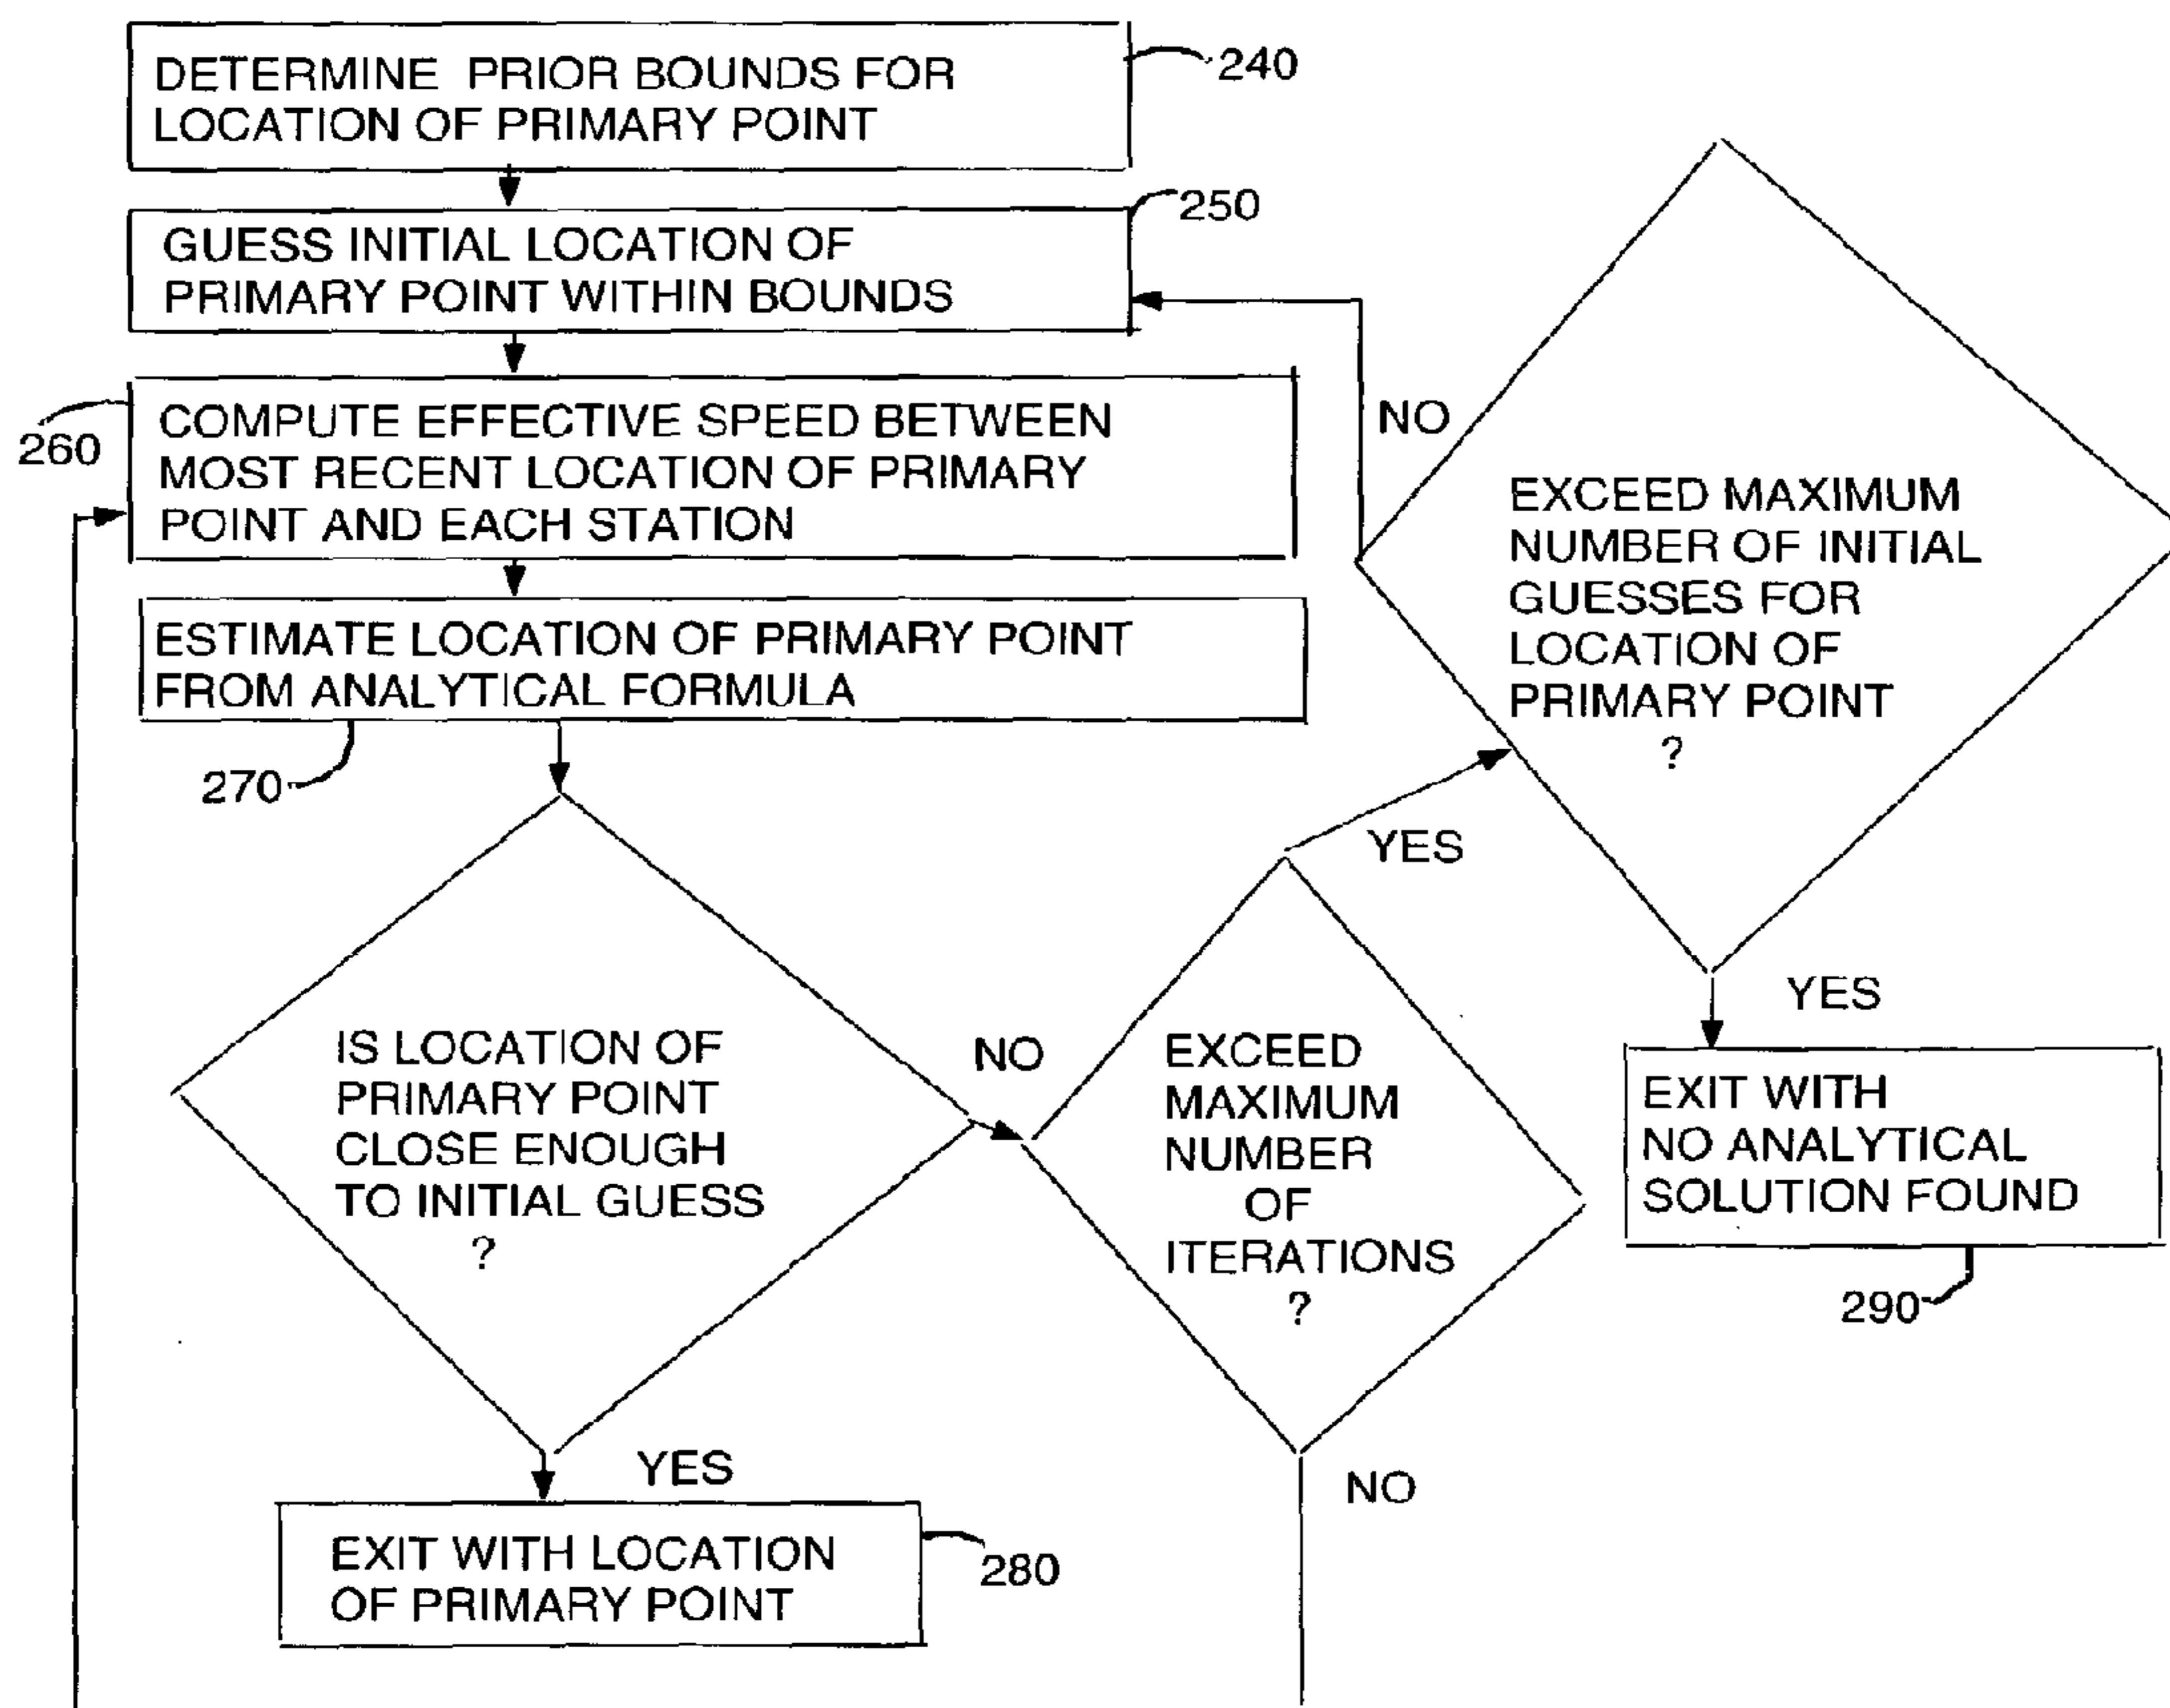 DETERMINE PRIOR BOUNDS FOR
LOCATION OF PRIMARY POINT
240
GUESS INITIAL LOCATION OF
PRIMARY POINT WITHIN BOUNDS
250
COMPUTE EFFECTIVE SPEED BETWEEN
MOST RECENT LOCATION OF PRIMARY
POINT AND EACH STATION
260
ESTIMATE LOCATION OF PRIMARY POINT
FROM ANALYTICAL FORMULA
270
IS LOCATION OF
PRIMARY POINT
CLOSE ENOUGH
TO INITIAL GUESS
?
NO
YES
EXIT WITH LOCATION
OF PRIMARY POINT
280
EXCEED
MAXIMUM
NUMBER
OF
ITERATIONS
?
YES
NO
EXCEED MAXIMUM
NUMBER OF INITIAL
GUESSES FOR
LOCATION OF
PRIMARY POINT
?
NO
YES
EXIT WITH
NO ANALYTICAL
SOLUTION FOUND
290